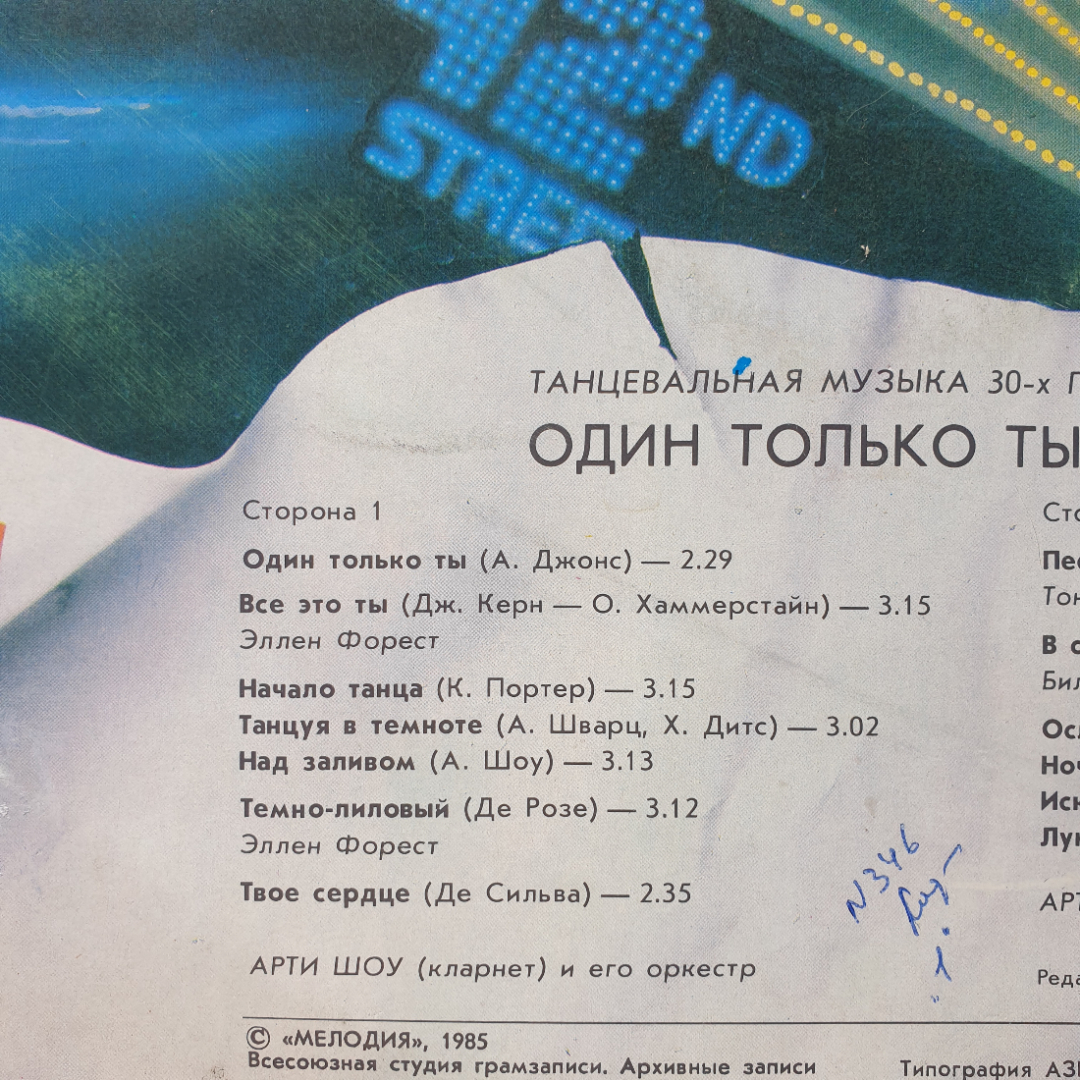 42
ND
STREET
ТАНЦЕВАЛЬНАЯ МУЗЫКА 30-х
ОДИН ТОЛЬКО ТЫ
Сторона 1
Один только ты (А. Джонс) — 2.29
Все это ты (Дж. Керн — О. Хаммерстайн) — 3.15
Эллен Форест
Начало танца (К. Портер) — 3.15
Танцуя в темноте (А. Шварц, Х. Дитс) — 3.02
Над заливом (А. Шоу) — 3.13
Темно-лиловый (Де Розе) — 3.12
Эллен Форест
Твое сердце (Де Сильва) — 2.35
АРТИ ШОУ (кларнет) и его оркестр
В
N346
© «МЕЛОДИЯ», 1985
Всесоюзная студия грамзаписи. Архивные записи
Типография